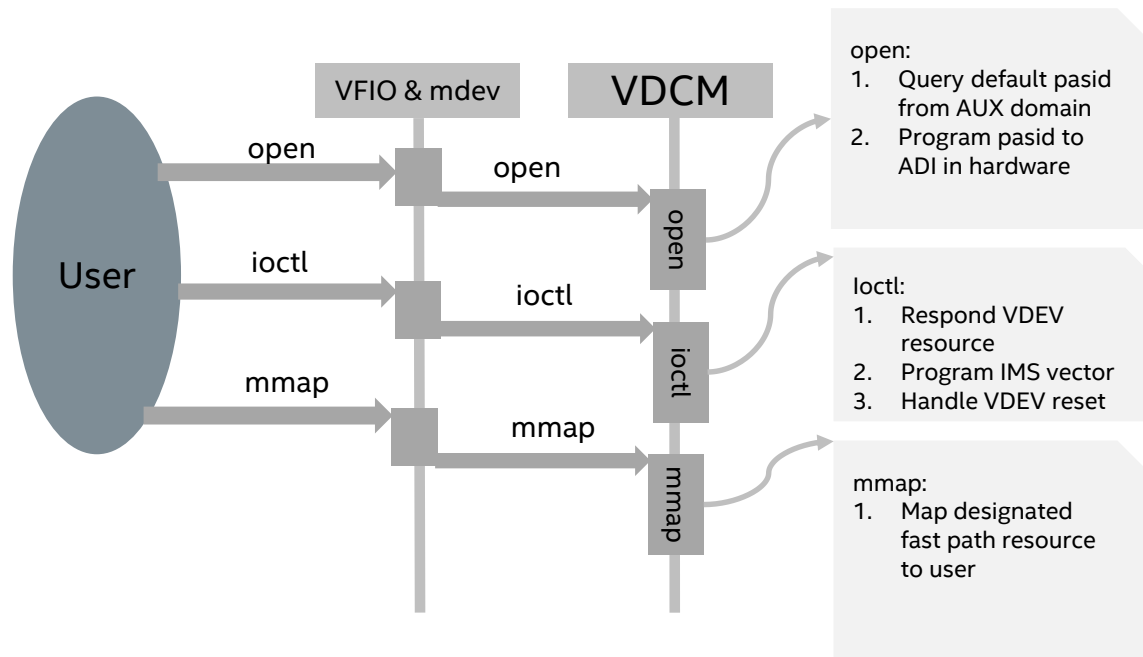 VFIO & mdev
VDCM
User
open
open
open
ioctl
ioctl
ioctl
mmap
mmap
mmap
open:
1. Query default pasid
from AUX domain
2. Program pasid to
ADI in hardware
Ioctl:
1. Respond VDEV
resource
2. Program IMS vector
3. Handle VDEV reset
mmap:
1. Map designated
fast path resource
to user